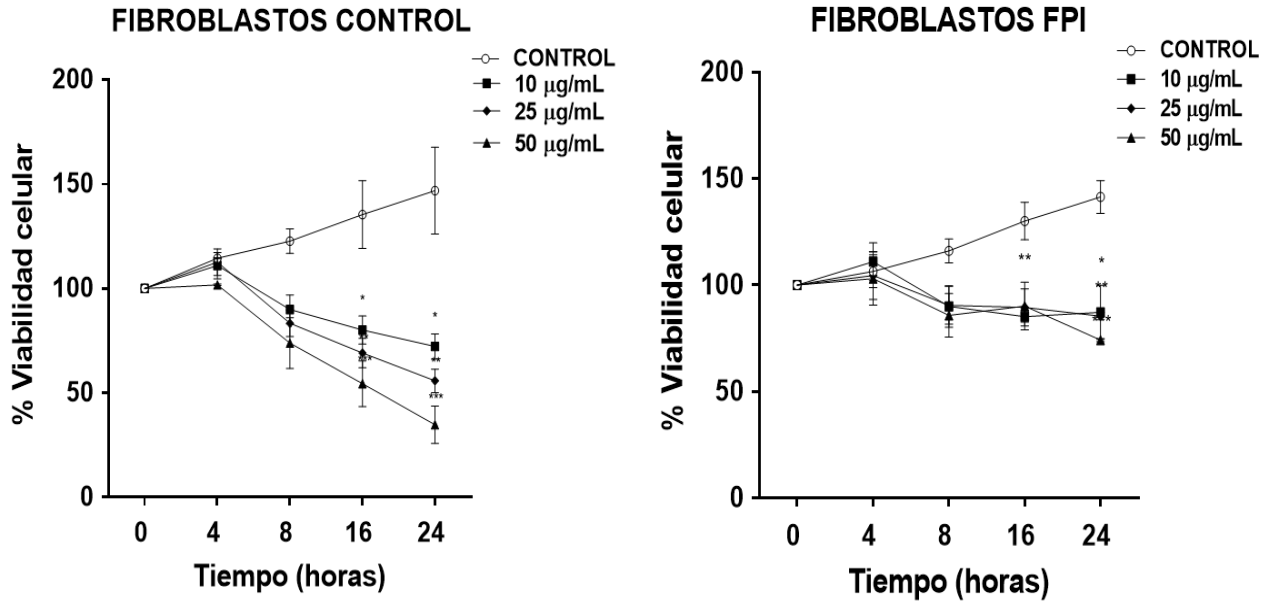 FIBROBLASTOS CONTROL
CONTROL
10 μg/mL
25 μg/mL
50 μg/mL
% Viabilidad celular
200
150
100
50
0
*
**
***
*
**
***
0 4 8 16 24
Tiempo (horas)
FIBROBLASTOS FPI
CONTROL
10 μg/mL
25 μg/mL
50 μg/mL
% Viabilidad celular
200
150
100
50
0
**
*
**
***
0 4 8 16 24
Tiempo (horas)